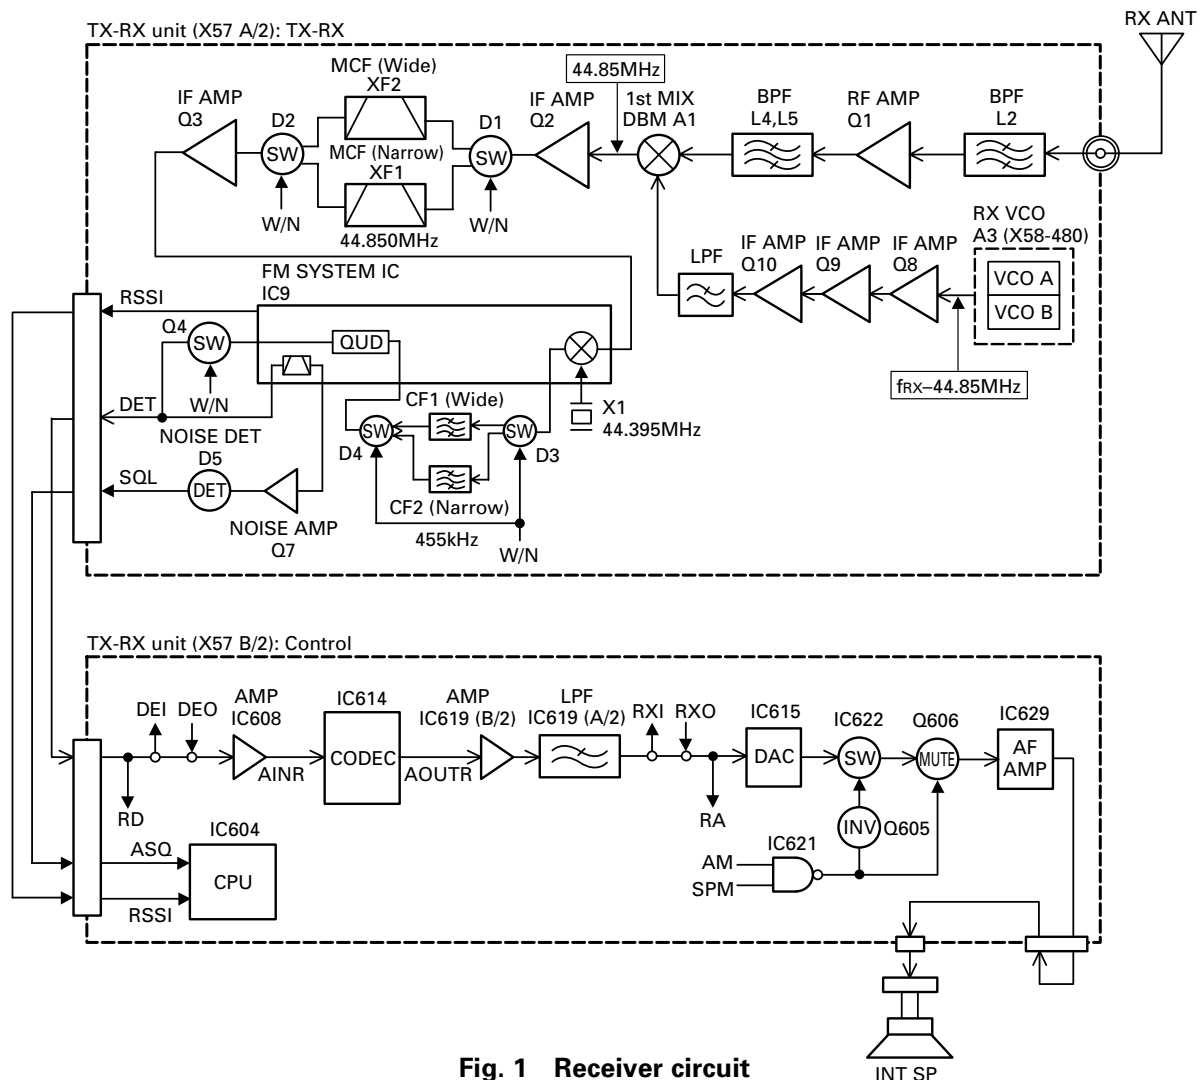 TX-RX unit (X57 A/2): TX-RX
RX ANT
MCF (Wide)
XF2
44.85MHz
IF AMP
Q3
D2
SW
MCF (Narrow)
XF1
44.850MHz
D1
SW
IF AMP
Q2
1st MIX
DBM A1
BPF
L4,L5
RF AMP
Q1
BPF
L2
W/N
W/N
RX VCO
A3 (X58-480)
VCO A
VCO B
LPF
IF AMP
Q10
IF AMP
Q9
IF AMP
Q8
fRX–44.85MHz
FM SYSTEM IC
IC9
RSSI
Q4
SW
QUD
W/N
DET
NOISE DET
D5
DET
SQL
NOISE AMP
Q7
CF1 (Wide)
X1
44.395MHz
SW
D4
SW
D3
CF2 (Narrow)
455kHz
W/N
TX-RX unit (X57 B/2): Control
DEI
DEO
AMP
IC608
AINR
IC614
CODEC
AOUTR
AMP
IC619 (B/2)
LPF
IC619 (A/2)
RXI
RXO
IC615
DAC
IC622
SW
Q606
MUTE
IC629
AF
AMP
RD
RA
INV
Q605
IC604
CPU
ASQ
RSSI
IC621
AM
SPM
INT SP
Fig. 1 Receiver circuit